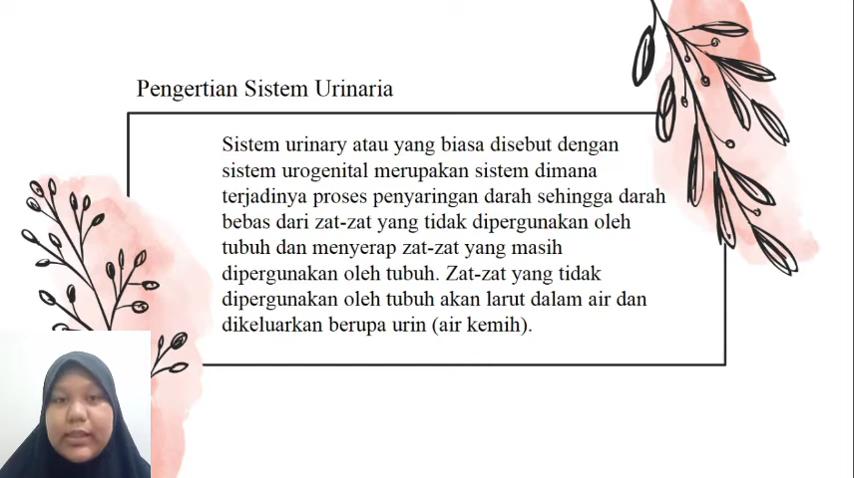 Pengertian Sistem Urinaria
Sistem urinary atau yang biasa disebut dengan
sistem urogenital merupakan sistem dimana
terjadinya proses penyaringan darah sehingga darah
bebas dari zat-zat yang tidak dipergunakan oleh
tubuh dan menyerap zat-zat yang masih
dipergunakan oleh tubuh. Zat-zat yang tidak
dipergunakan oleh tubuh akan larut dalam air dan
dikeluarkan berupa urin (air kemih).